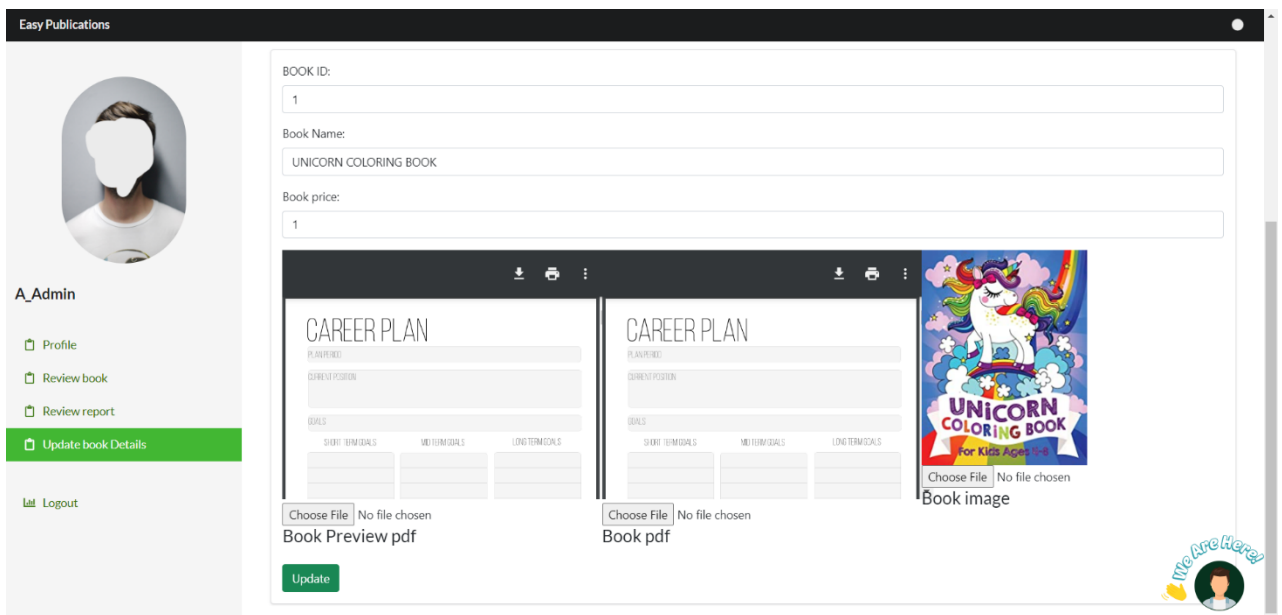 Easy Publications
A_Admin
Profile
Review book
Review report
Update book Details
Logout
BOOK ID:
1
Book Name:
UNICORN COLORING BOOK
Book price:
1
CAREER PLAN
PLAN PERIOD
CURRENT POSITION
GOALS
SHORT TERM GOALS MID TERM GOALS LONG TERM GOALS
Choose File No file chosen
Book Preview pdf
CAREER PLAN
PLAN PERIOD
CURRENT POSITION
GOALS
SHORT TERM GOALS MID TERM GOALS LONG TERM GOALS
Choose File No file chosen
Book pdf
UNICORN
COLORING BOOK
For Kids Ages
Choose File No file chosen
Book image
Update
We Are Here!